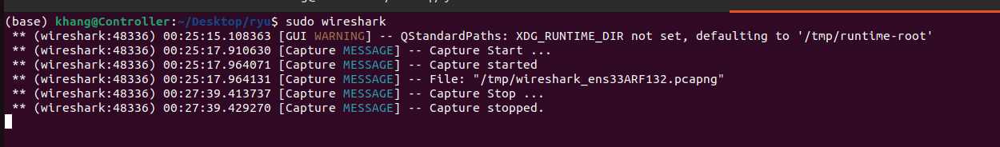 (base) khang@Controller:~/Desktop/ryu$ sudo wireshark
** (wireshark:48336) 00:25:15.108363 [GUI WARNING] -- QStandardPaths: XDG_RUNTIME_DIR not set, defaulting to '/tmp/runtime-root'
** (wireshark:48336) 00:25:17.910630 [Capture MESSAGE] -- Capture Start ...
** (wireshark:48336) 00:25:17.964071 [Capture MESSAGE] -- Capture started
** (wireshark:48336) 00:25:17.964131 [Capture MESSAGE] -- File: "/tmp/wireshark_ens33ARF132.pcapng"
** (wireshark:48336) 00:27:39.413737 [Capture MESSAGE] -- Capture Stop ...
** (wireshark:48336) 00:27:39.429270 [Capture MESSAGE] -- Capture stopped.